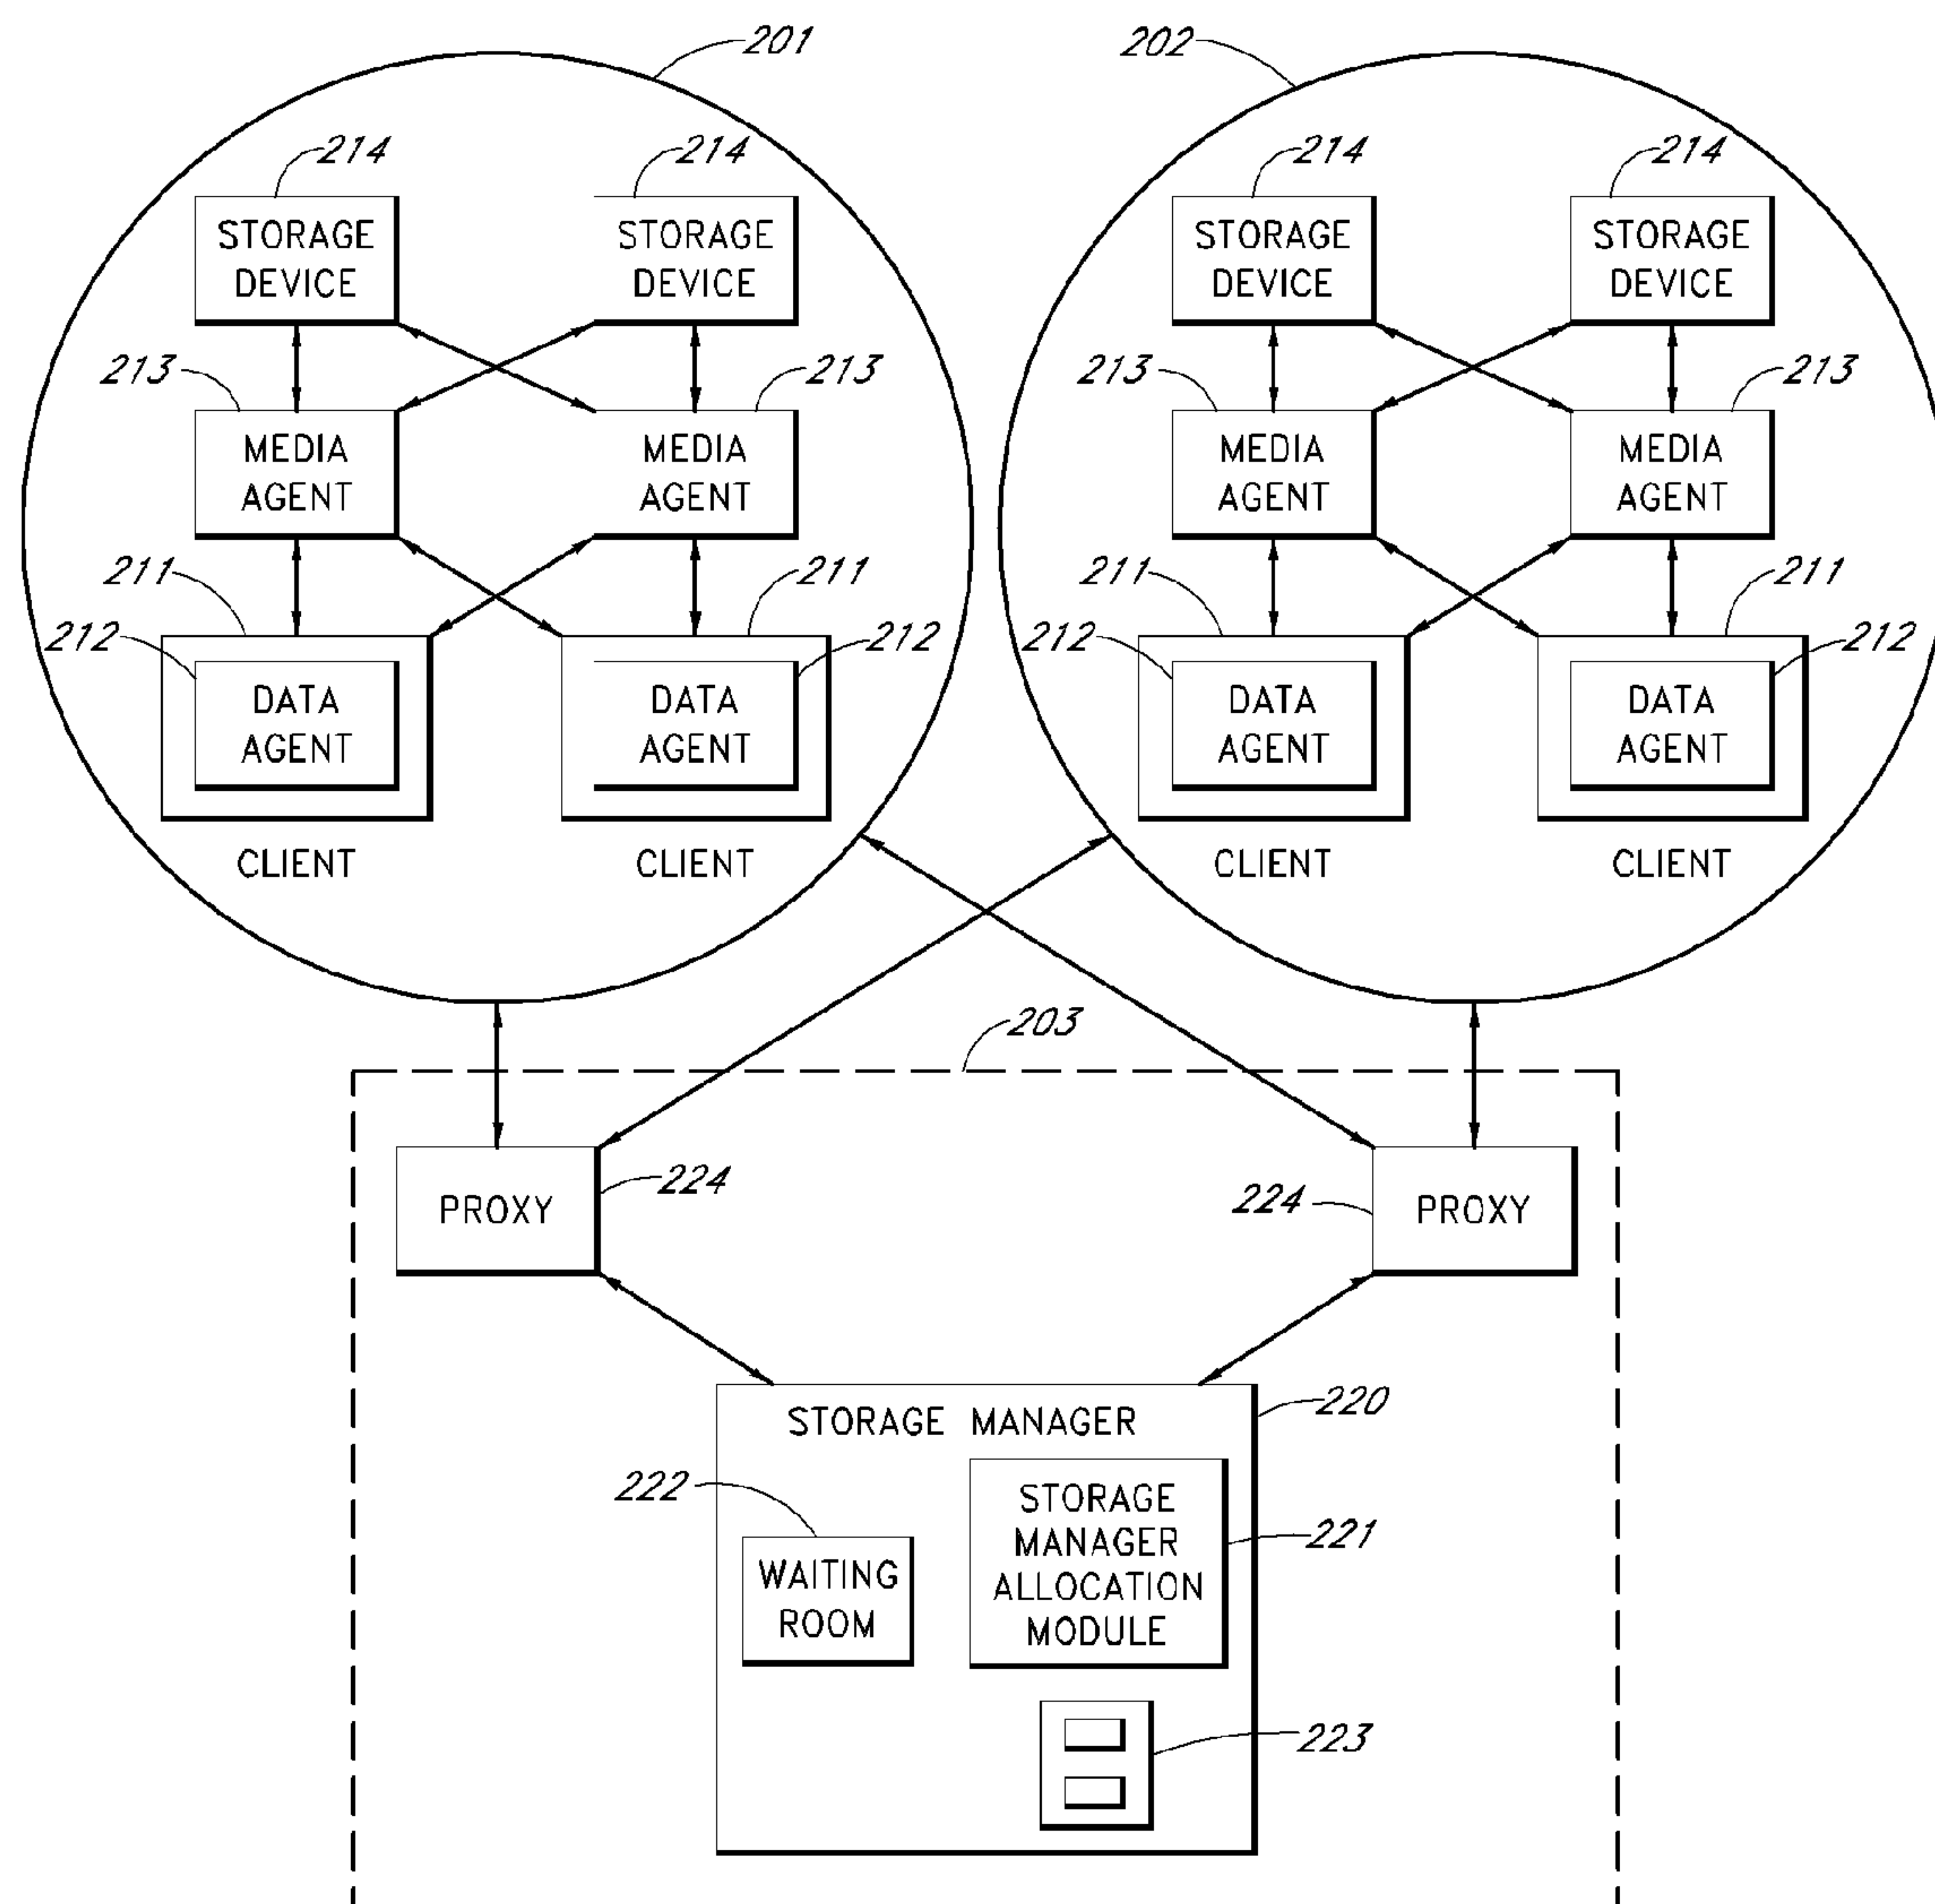 201
202
214
214
214
214
STORAGE
DEVICE
STORAGE
DEVICE
STORAGE
DEVICE
STORAGE
DEVICE
213
213
213
213
MEDIA
AGENT
MEDIA
AGENT
MEDIA
AGENT
MEDIA
AGENT
211
211
211
211
212
212
212
212
DATA
AGENT
DATA
AGENT
DATA
AGENT
DATA
AGENT
CLIENT
CLIENT
CLIENT
CLIENT
203
PROXY
224
224
PROXY
STORAGE MANAGER
220
222
WAITING
ROOM
STORAGE
MANAGER
ALLOCATION
MODULE
221
223